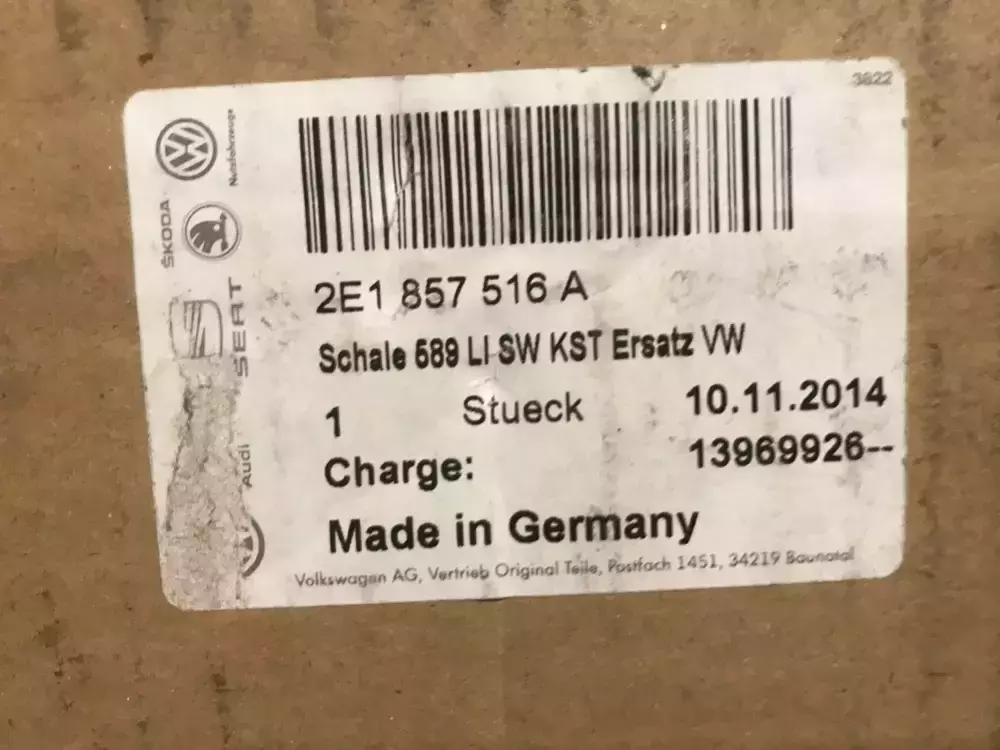 3822
Nutzfahrzeuge
ŠKODA
SEAT
Audi
2E1 857 516 A
Schale 589 LI SW KST Ersatz VW
1 Stueck 10.11.2014
Charge: 13969926--
Made in Germany
Volkswagen AG, Vertrieb Original Teile, Postfach 1451, 34219 Baunatal